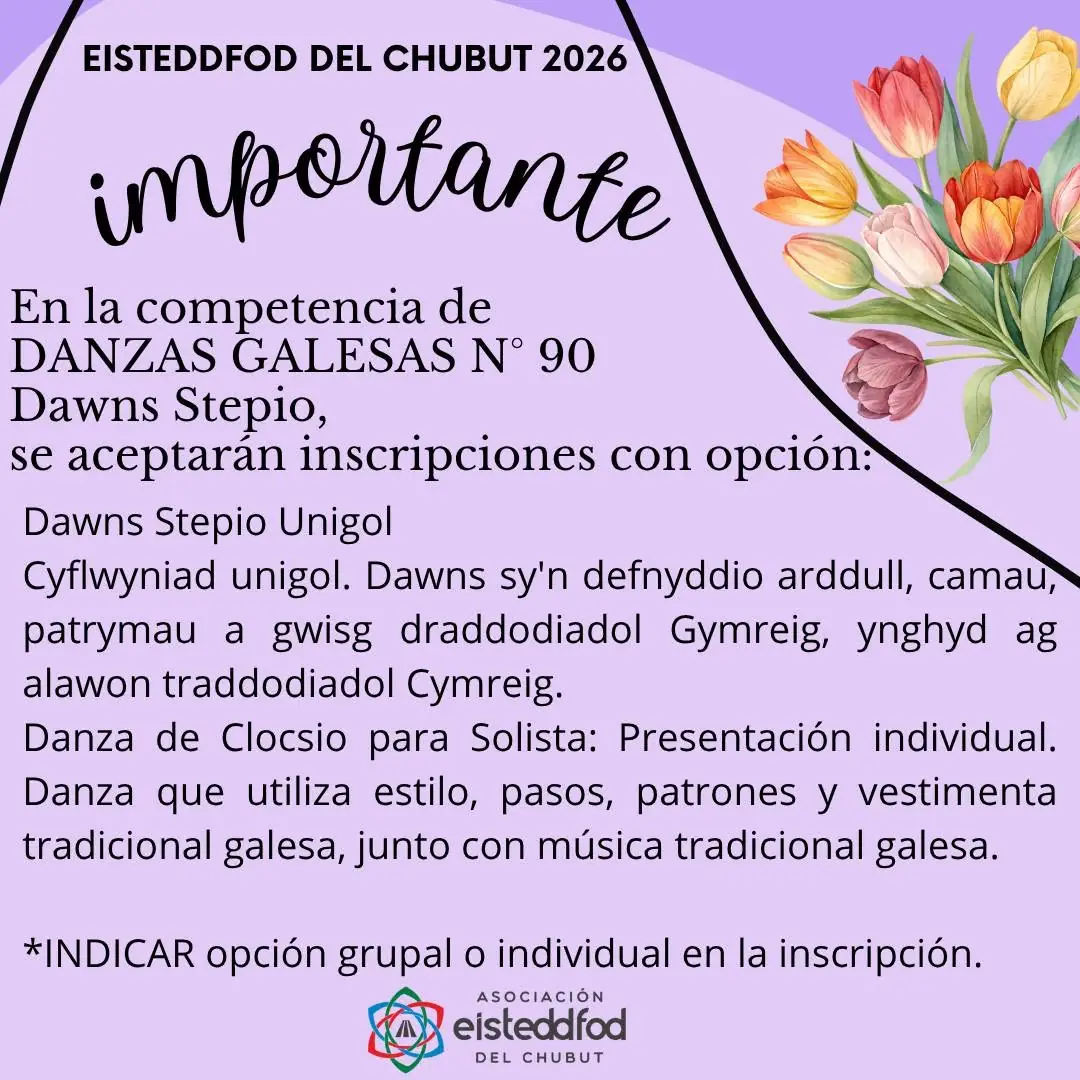 EISTEDDFOD DEL CHUBUT 2026
importante
En la competencia de
DANZAS GALESAS N° 90
Dawns Stepio,
se aceptarán inscripciones con opción:
Dawns Stepio Unigol
Cyflwyniad unigol. Dawns sy'n defnyddio arddull, camau,
patrymau a gwisg draddodiadol Gymreig, ynghyd ag
alawon traddodiadol Cymreig.
Danza de Clocsio para Solista: Presentación individual.
Danza que utiliza estilo, pasos, patrones y vestimenta
tradicional galesa, junto con música tradicional galesa.
*INDICAR opción grupal o individual en la inscripción.
ASOCIACIÓN
eisteddfod
DEL CHUBUT